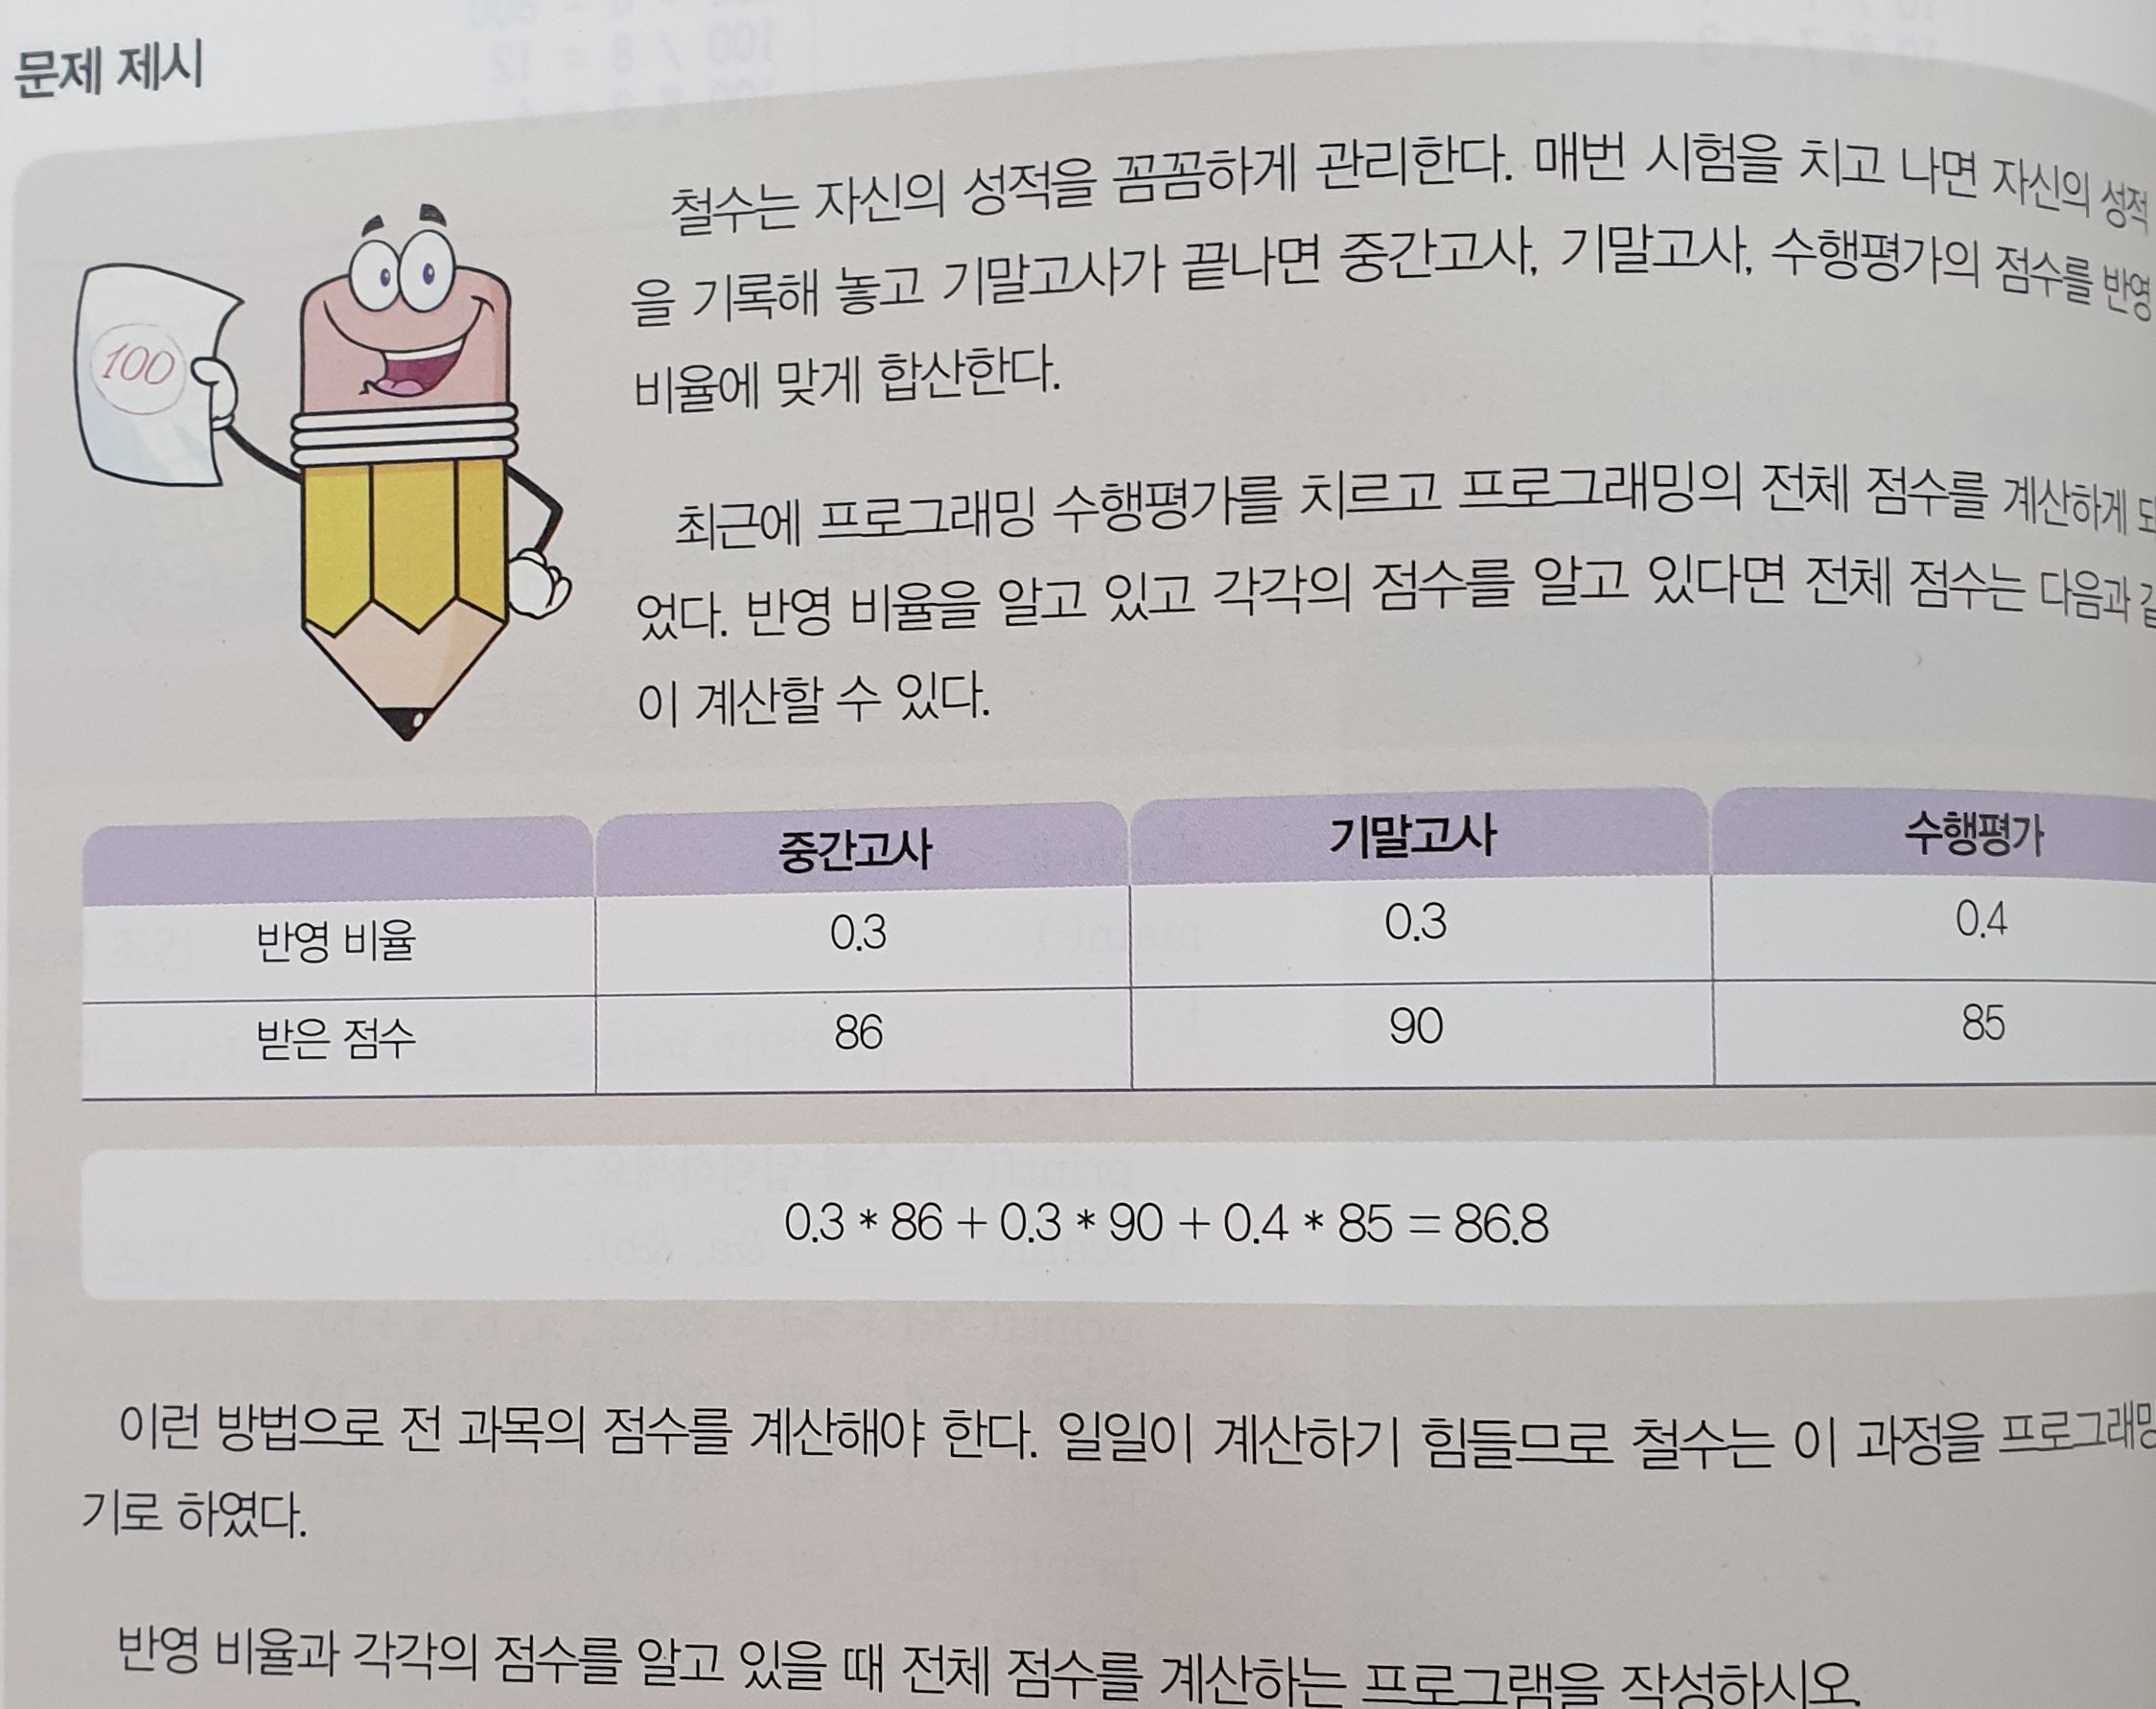 문제 제시
100
철수는 자신의 성적을 꼼꼼하게 관리한다. 매번 시험을 치고 나면 자신의 성적
을 기록해 놓고 기말고사가 끝나면 중간고사, 기말고사, 수행평가의 점수를 반영
비율에 맞게 합산한다.
최근에 프로그래밍 수행평가를 치르고 프로그래밍의 전체 점수를 계산하게 되
었다. 반영 비율을 알고 있고 각각의 점수를 알고 있다면 전체 점수는 다음과 같
이 계산할 수 있다.
중간고사 기말고사 수행평가
반영 비율 0.3 0.3 0.4
받은 점수 86 90 85
0.3 * 86 + 0.3 * 90 + 0.4 * 85 = 86.8
이런 방법으로 전 과목의 점수를 계산해야 한다. 일일이 계산하기 힘들므로 철수는 이 과정을 프로그래밍
기로 하였다.
반영 비율과 각각의 점수를 알고 있을 때 전체 점수를 계산하는 프로그램을 작성하시오.